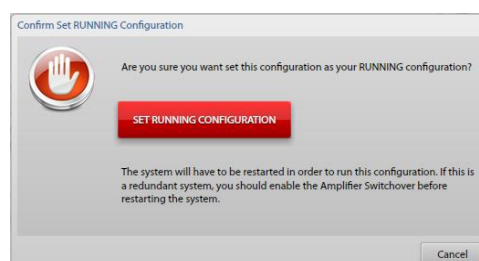 Confirm Set RUNNING Configuration
Are you sure you want set this configuration as your RUNNING configuration?
SET RUNNING CONFIGURATION
The system will have to be restarted in order to run this configuration. If this is
a redundant system, you should enable the Amplifier Switchover before
restarting the system.
Cancel